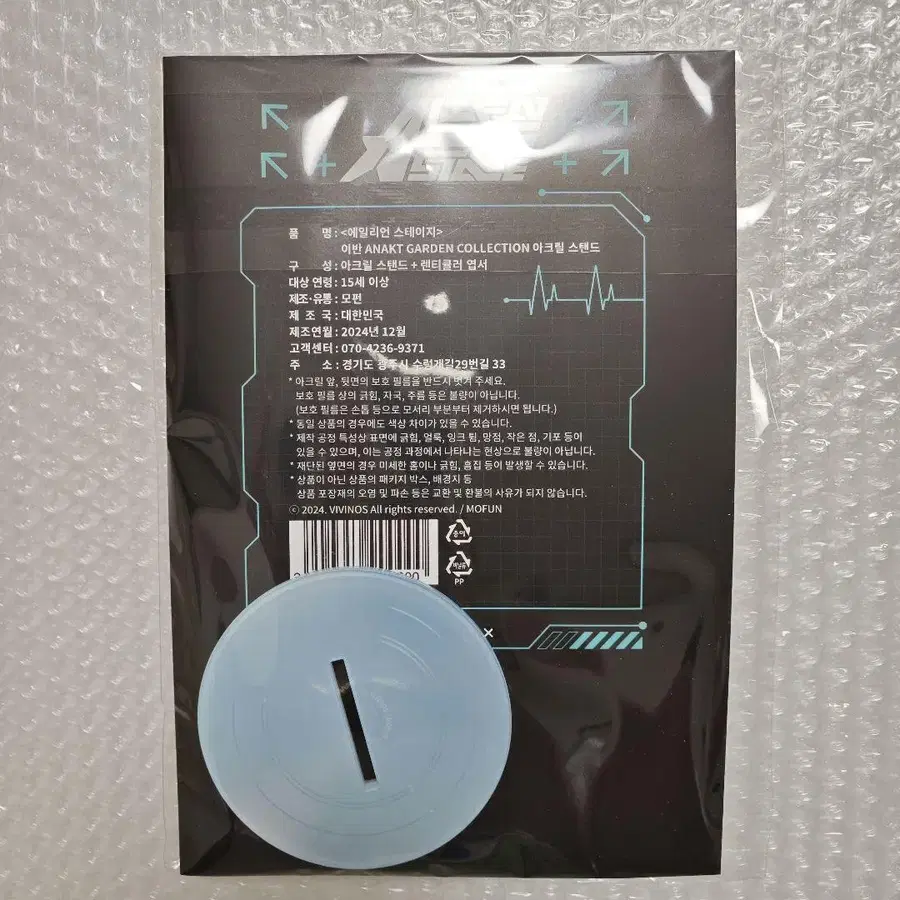 ALIEN
STAGE
품 명 : <에일리언 스테이지>
이반 ANAKT GARDEN COLLECTION 아크릴 스탠드
구 성 : 아크릴 스탠드 + 렌티큘러 엽서
대상 연령 : 15세 이상
제조·유통 : 모펀
제 조 국 : 대한민국
제조연월 : 2024년 12월
고객센터 : 070-4236-9371
주 소 : 경기도 광주시 수렁개길29번길 33
* 아크릴 앞, 뒷면의 보호 필름을 반드시 벗겨 주세요.
보호 필름 상의 긁힘, 자국, 주름 등은 불량이 아닙니다.
(보호 필름은 손톱 등으로 모서리 부분부터 제거하시면 됩니다.)
* 동일 상품의 경우에도 색상 차이가 있을 수 있습니다.
* 제작 공정 특성상 표면에 긁힘, 얼룩, 잉크 튐, 망점, 작은 점, 기포 등이
있을 수 있으며, 이는 공정 과정에서 나타나는 현상으로 불량이 아닙니다.
* 재단된 옆면의 경우 미세한 홈이나 긁힘, 흠집 등이 발생할 수 있습니다.
* 상품이 아닌 상품의 패키지 박스, 배경지 등
상품 포장재의 오염 및 파손 등은 교환 및 환불의 사유가 되지 않습니다.
ⓒ 2024. VIVINOS All rights reserved. / MOFUN
종이
비닐류
PP